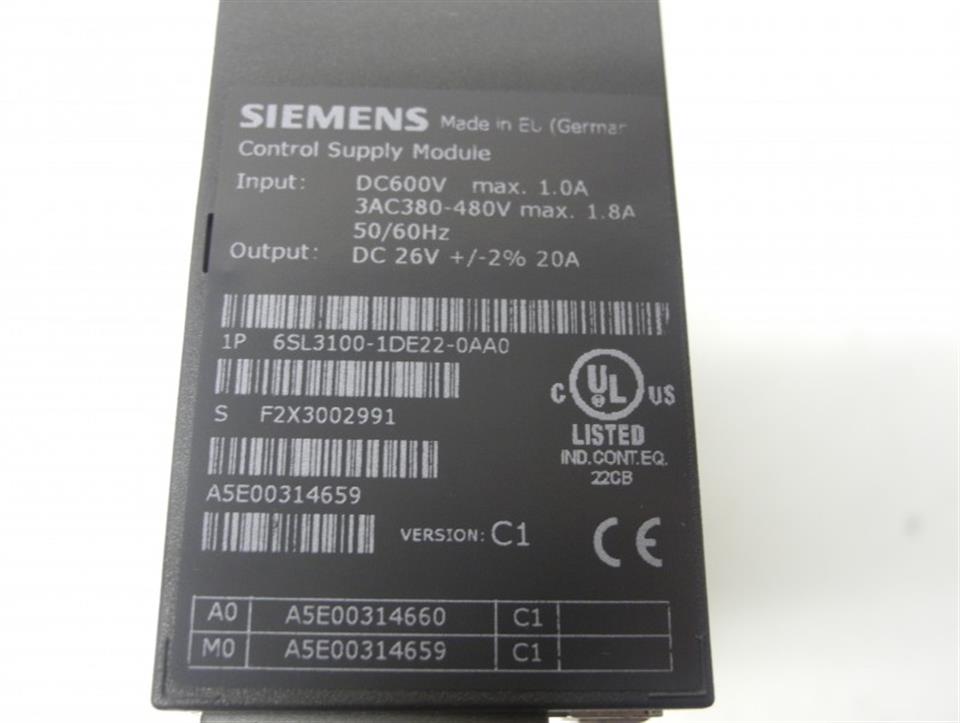 SIEMENS Made in EU (German
Control Supply Module
Input: DC600V max. 1.0A
3AC380-480V max. 1.8A
50/60Hz
Output: DC 26V +/-2% 20A
1P 6SL3100-1DE22-0AA0
S F2X3002991
C UL US
LISTED
IND.CONT.EQ.
22CB
A5E00314659
VERSION: C1
CE
A0 A5E00314660 C1
M0 A5E00314659 C1